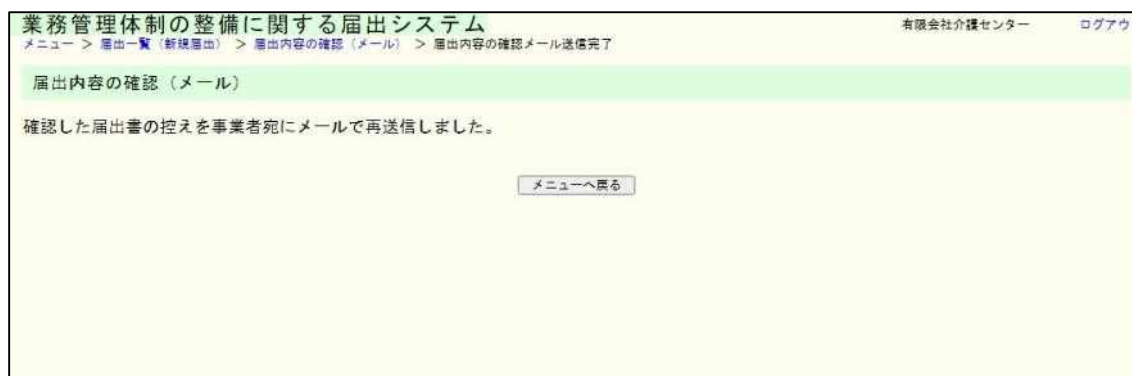 業務管理体制の整備に関する届出システム
有限会社介護センター ログアウ
メニュー > 届出一覧（新規届出） > 届出内容の確認（メール） > 届出内容の確認メール送信完了
届出内容の確認（メール）
確認した届出書の控えを事業者宛にメールで再送信しました。
メニューへ戻る